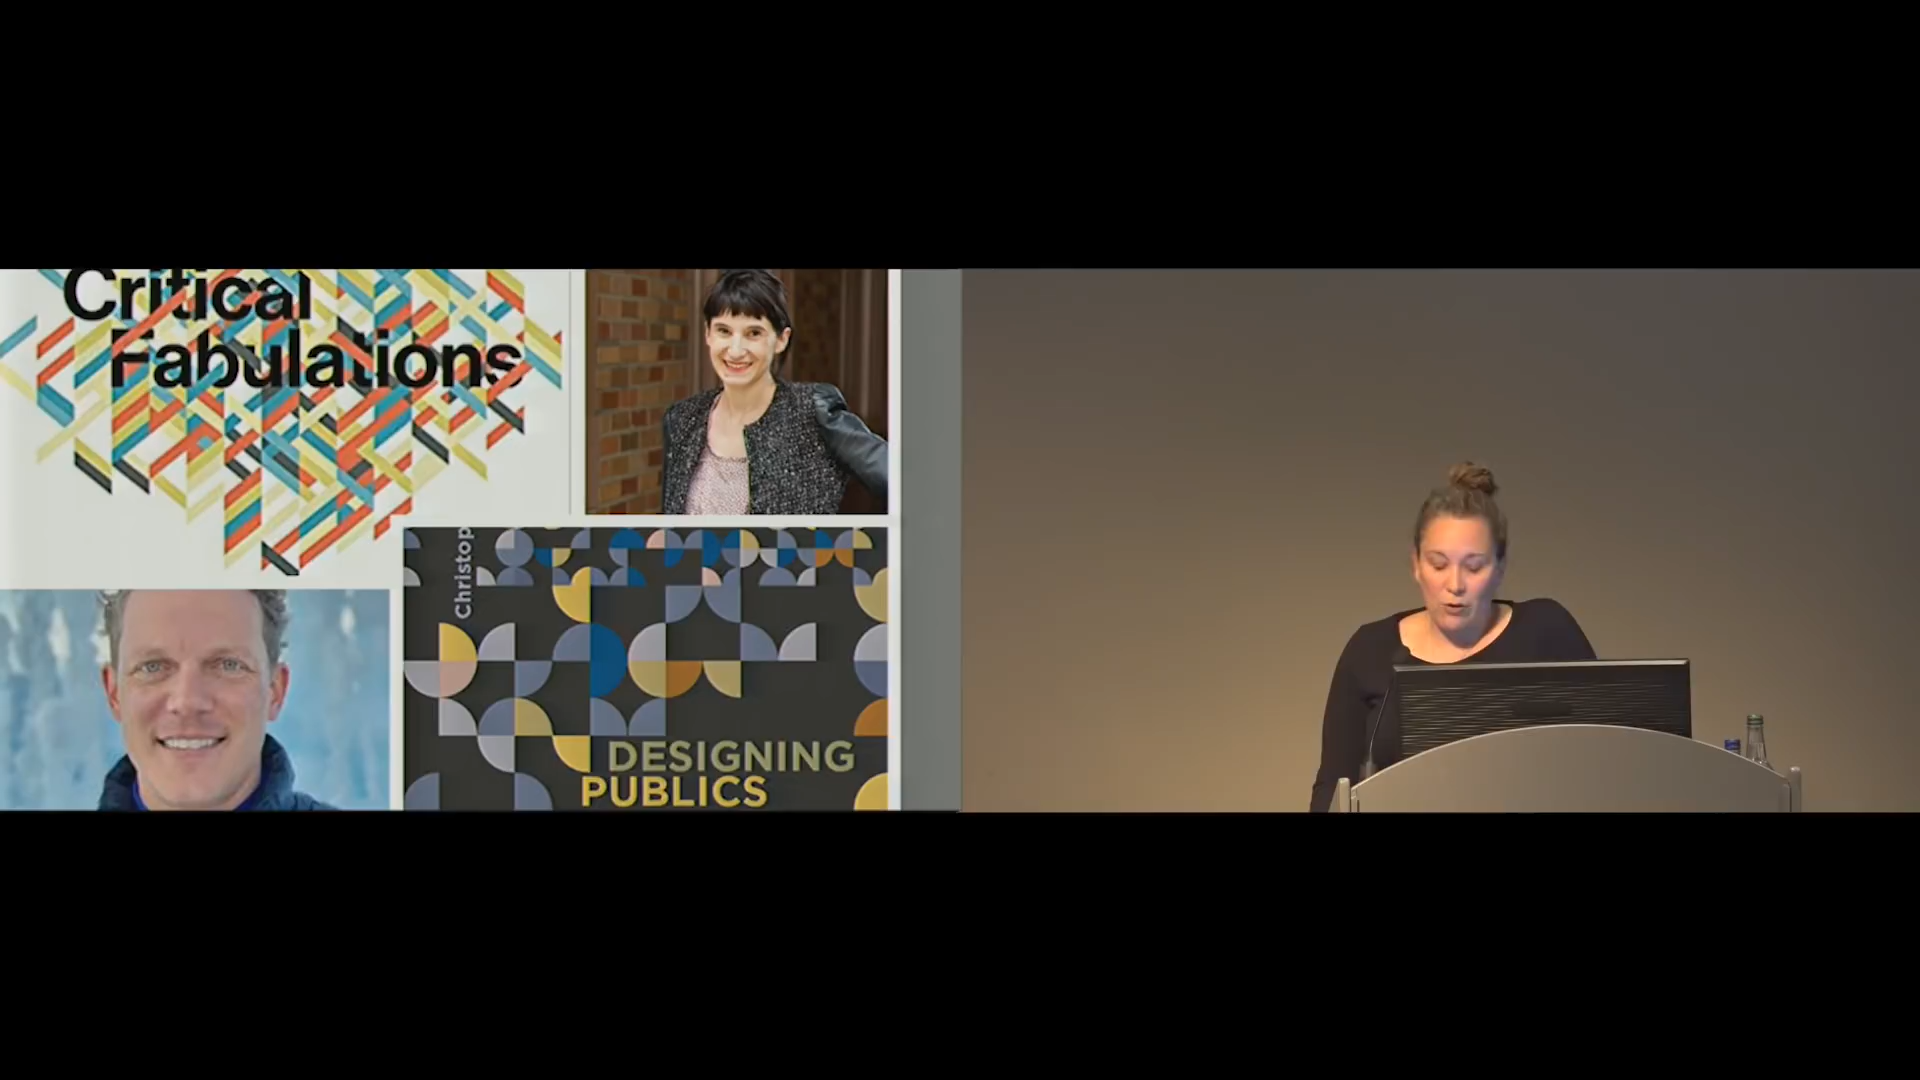 Critical
Fabulations
Christop
DESIGNING
PUBLICS